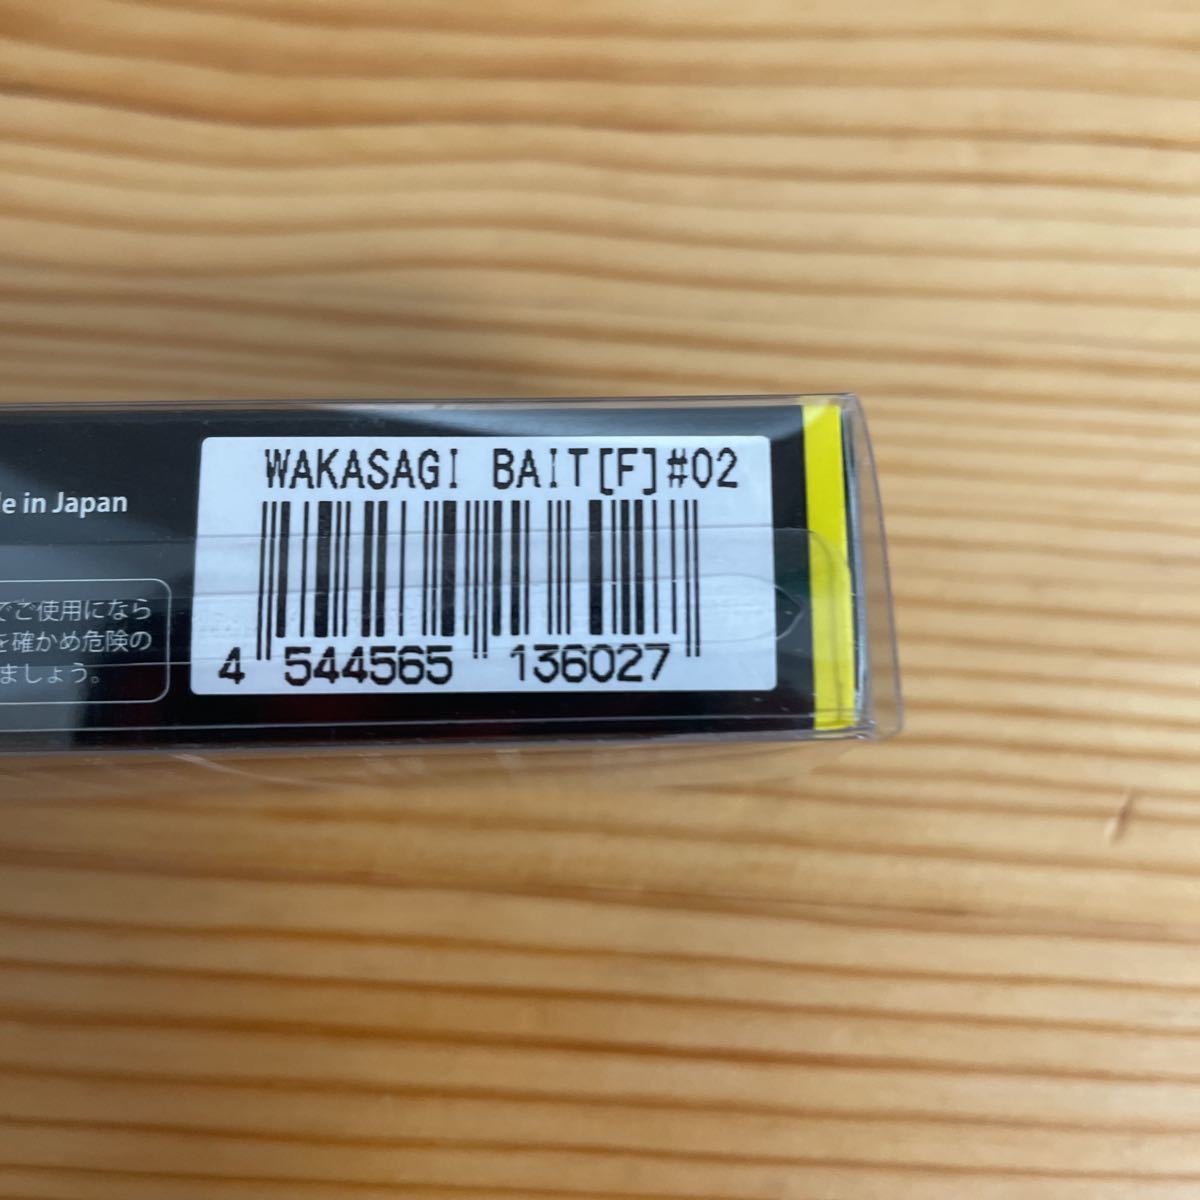 WAKASAGI BAIT[F]#02
in Japan
でご使用になら
を確かめ危険の
ましょう。
4 544565 136027